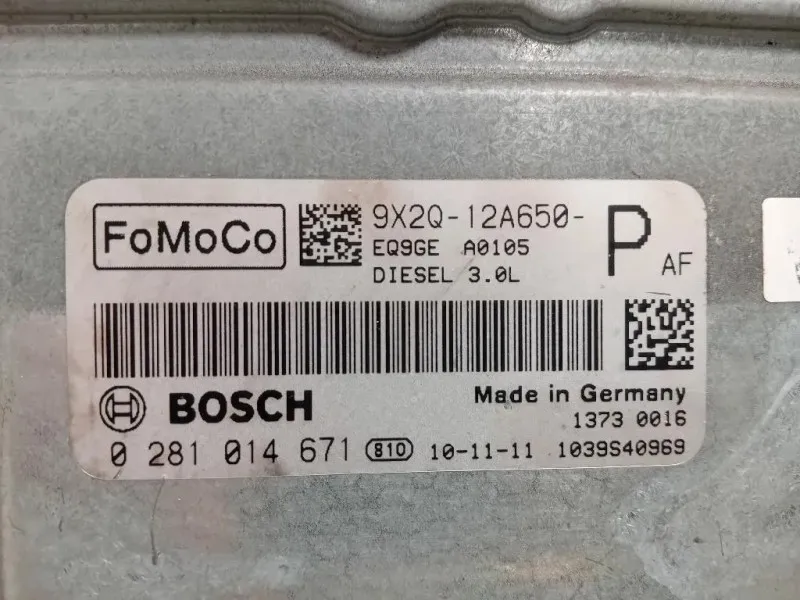 FoMoCo
9X2Q-12A650-
P AF
EQ9GE A0105
DIESEL 3.0L
BOSCH
Made in Germany
1373 0016
0 281 014 671 810 10-11-11 1039S40969